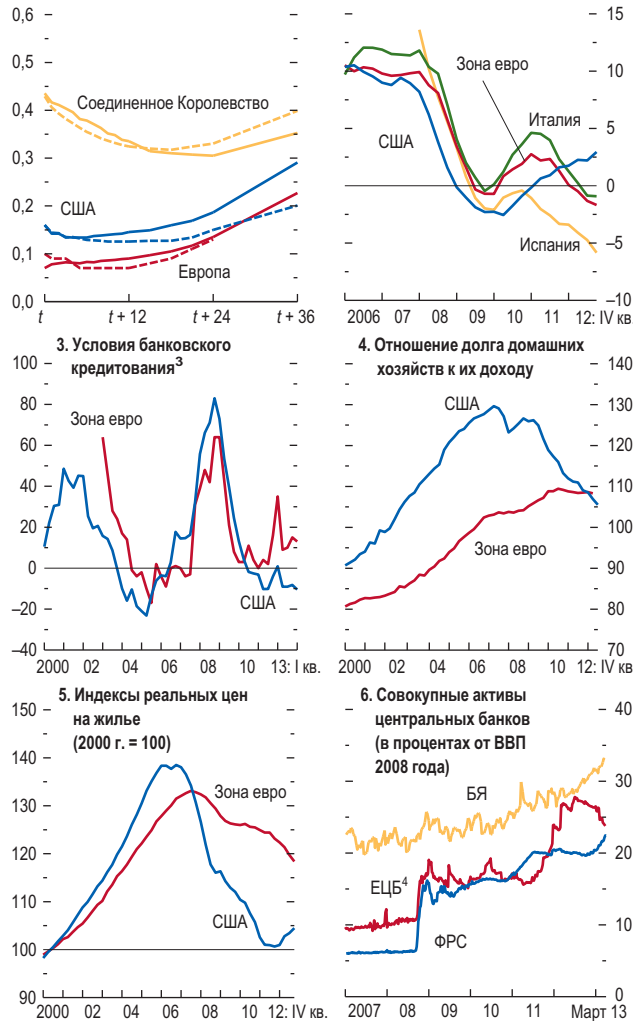 0,6
0,5
0,4
0,3
0,2
0,1
0,0
Соединенное Королевство
США
Европа
t
t + 12
t + 24
t + 36
15
10
5
0
–5
–10
Зона евро
Италия
США
Испания
2006 07 08 09 10 11 12: IV кв.
3. Условия банковского
кредитования³
100
80
60
40
20
0
–20
–40
Зона евро
США
2000 02 04 06 08 10 13: I кв.
4. Отношение долга домашних
хозяйств к их доходу
140
130
120
110
100
90
80
70
США
Зона евро
2000 02 04 06 08 10 12: IV кв
5. Индексы реальных цен
на жилье
(2000 г. = 100)
150
140
130
120
110
100
90
Зона евро
США
2000 02 04 06 08 10 12: IV кв.
6. Совокупные активы
центральных банков
(в процентах от ВВП
2008 года)
40
30
20
10
0
БЯ
ЕЦБ⁴
ФРС
2007 08 09 10 11 Март 13